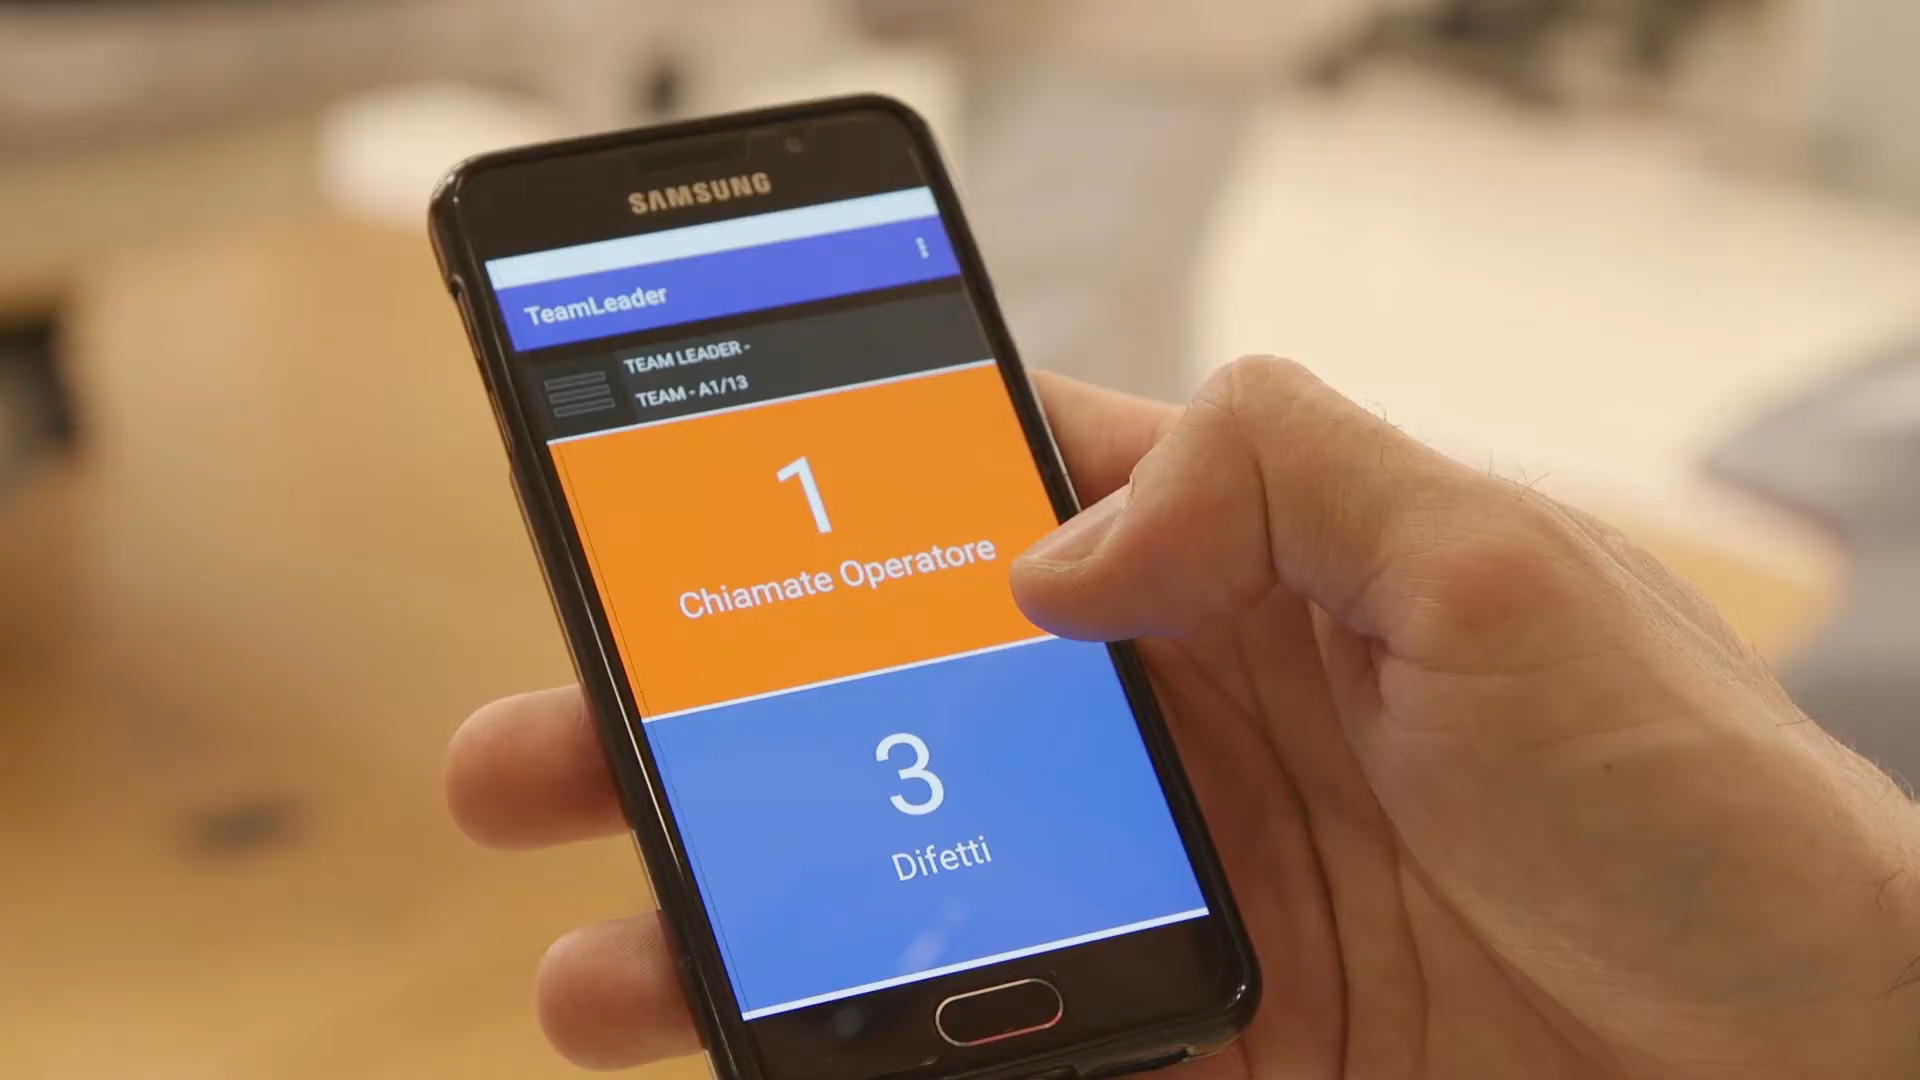 SAMSUNG
TeamLeader
TEAM LEADER -
TEAM - A1/13
1
Chiamate Operatore
3
Difetti